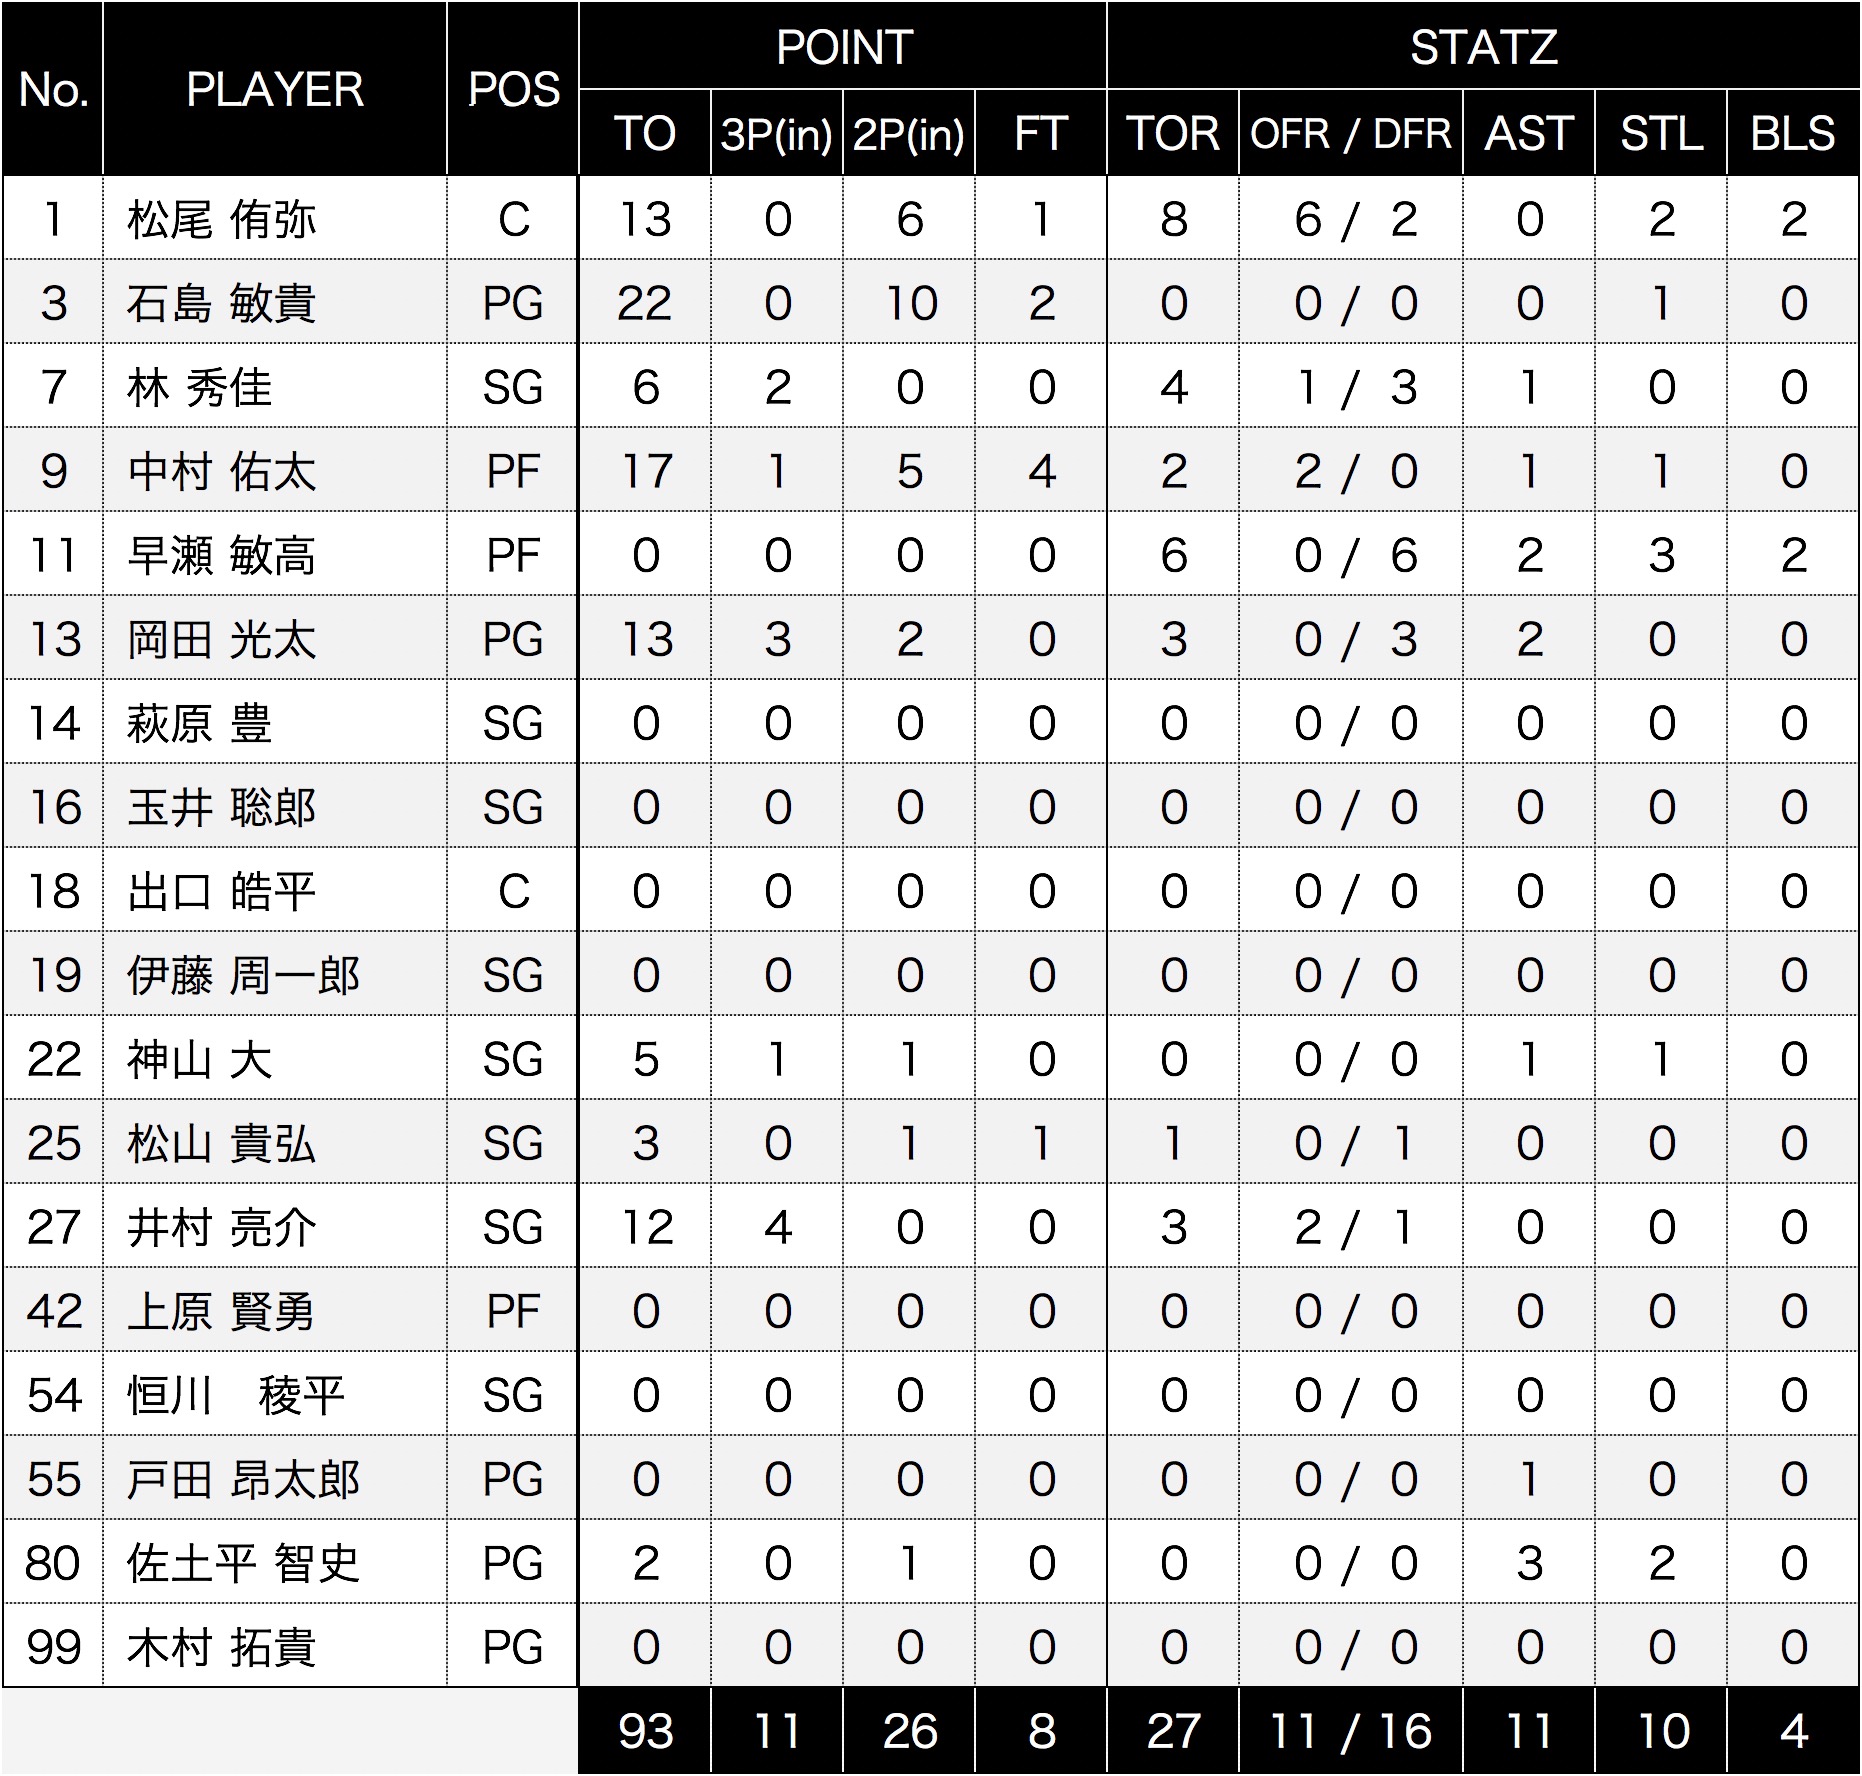 No. PLAYER POS POINT STATZ
TO 3P(in) 2P(in) FT TOR OFR / DFR AST STL BLS
1 松尾 侑弥 C 13 0 6 1 8 6 / 2 0 2 2
3 石島 敏貴 PG 22 0 10 2 0 0 / 0 0 1 0
7 林 秀佳 SG 6 2 0 0 4 1 / 3 1 0 0
9 中村 佑太 PF 17 1 5 4 2 2 / 0 1 1 0
11 早瀬 敏高 PF 0 0 0 0 6 0 / 6 2 3 2
13 岡田 光太 PG 13 3 2 0 3 0 / 3 2 0 0
14 萩原 豊 SG 0 0 0 0 0 0 / 0 0 0 0
16 玉井 聡郎 SG 0 0 0 0 0 0 / 0 0 0 0
18 出口 皓平 C 0 0 0 0 0 0 / 0 0 0 0
19 伊藤 周一郎 SG 0 0 0 0 0 0 / 0 0 0 0
22 神山 大 SG 5 1 1 0 0 0 / 0 1 1 0
25 松山 貴弘 SG 3 0 1 1 1 0 / 1 0 0 0
27 井村 亮介 SG 12 4 0 0 3 2 / 1 0 0 0
42 上原 賢勇 PF 0 0 0 0 0 0 / 0 0 0 0
54 恒川　稜平 SG 0 0 0 0 0 0 / 0 0 0 0
55 戸田 昂太郎 PG 0 0 0 0 0 0 / 0 1 0 0
80 佐土平 智史 PG 2 0 1 0 0 0 / 0 3 2 0
99 木村 拓貴 PG 0 0 0 0 0 0 / 0 0 0 0
93 11 26 8 27 11 / 16 11 10 4